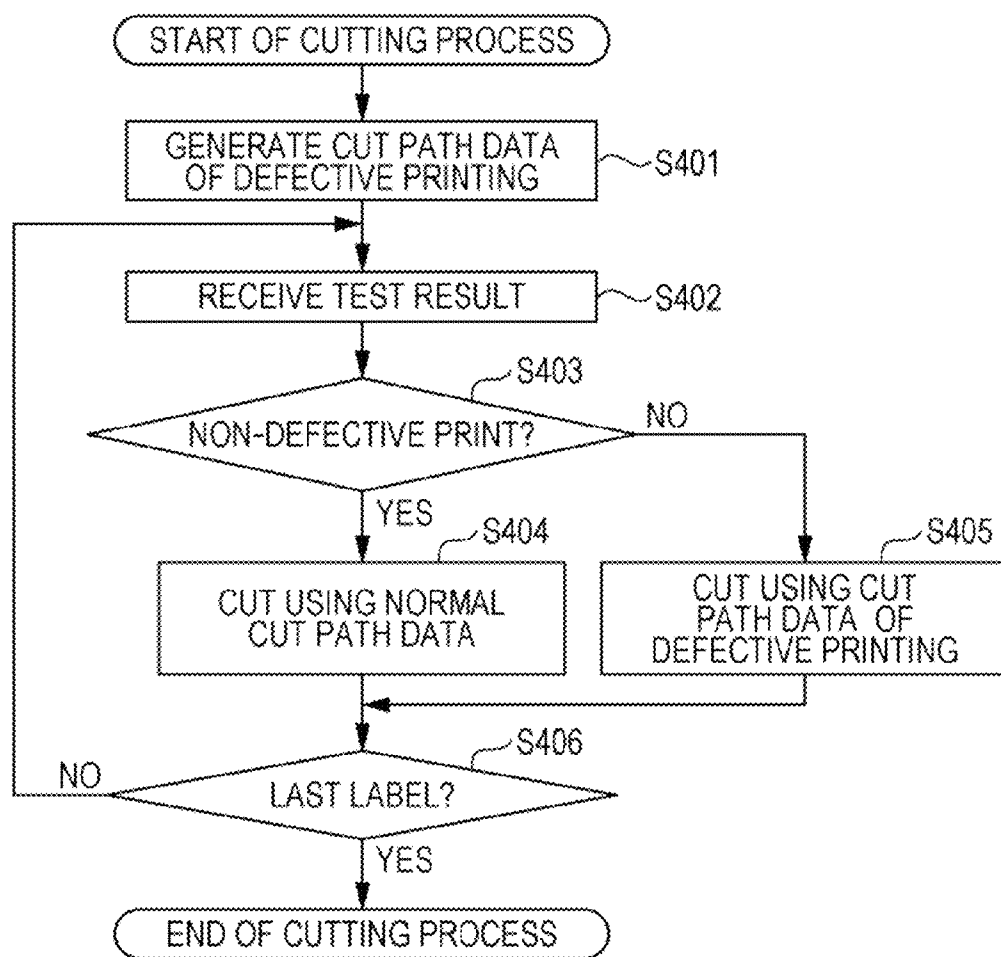 START OF CUTTING PROCESS
GENERATE CUT PATH DATA
OF DEFECTIVE PRINTING
S401
RECEIVE TEST RESULT
S402
S403
NON-DEFECTIVE PRINT?
NO
YES
S404
CUT USING NORMAL
CUT PATH DATA
S405
CUT USING CUT
PATH DATA OF
DEFECTIVE PRINTING
S406
NO
LAST LABEL?
YES
END OF CUTTING PROCESS